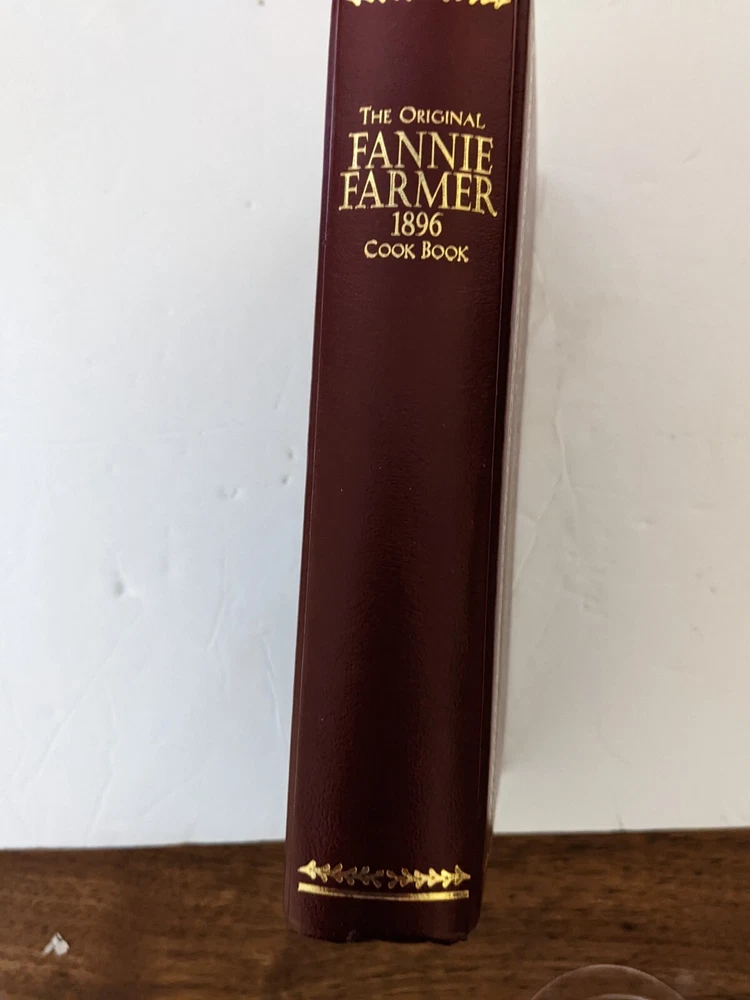 The Original
FANNIE
FARMER
1896
Cook Book